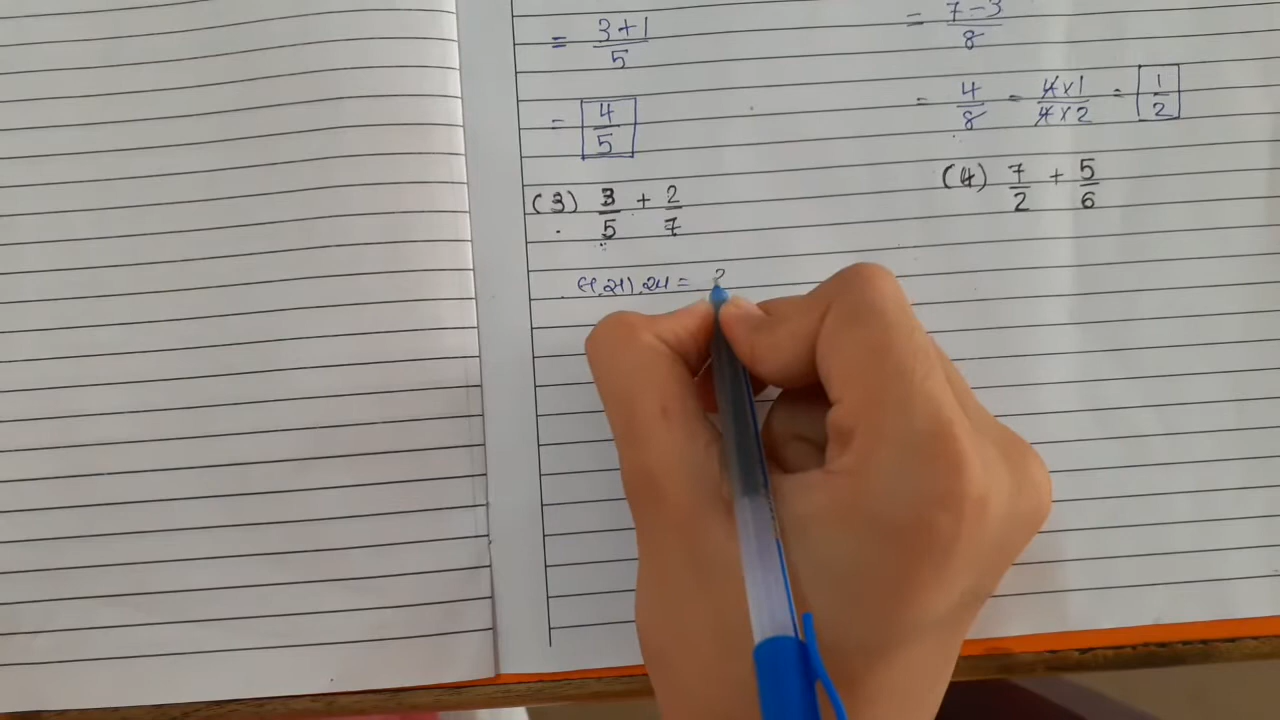 = 3+1/5
= 7-3/8
= 4/5
= 4/8 = 4×1/4×2 = 1/2
(3) 3/5 + 2/7
(4) 7/2 + 5/6